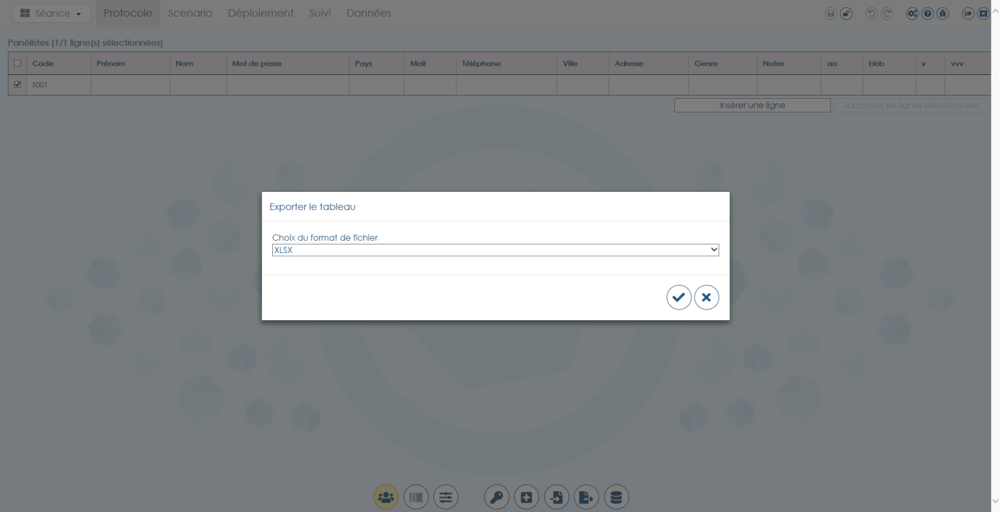 Séance Protocole Scenario Déploiement Suivi Données
Panélistes (1/1 ligne(s) sélectionnées)
Code Prénom Nom Mot de passe Pays Mail Téléphone Ville Adresse Genre Notes aa bbb v vvv
S001
Insérer une ligne Supprimer les lignes sélectionnées
Exporter le tableau
Choix du format de fichier
XLSX